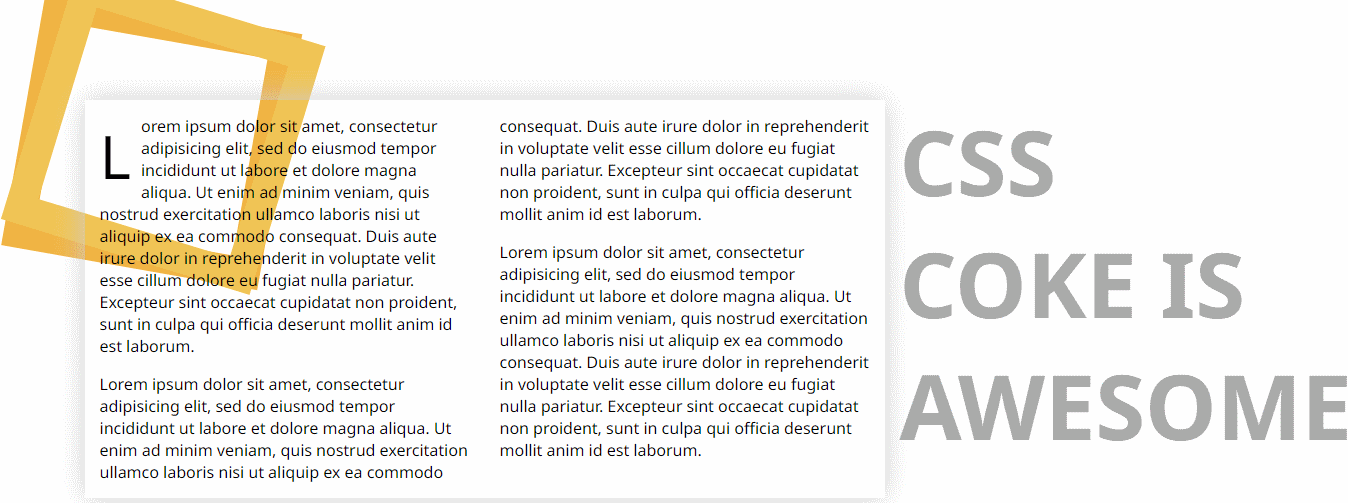 Lorem ipsum dolor sit amet, consectetur
adipisicing elit, sed do eiusmod tempor
incididunt ut labore et dolore magna
aliqua. Ut enim ad minim veniam, quis
nostrud exercitation ullamco laboris nisi ut
aliquip ex ea commodo consequat. Duis aute
irure dolor in reprehenderit in voluptate velit
esse cillum dolore eu fugiat nulla pariatur.
Excepteur sint occaecat cupidatat non proident,
sunt in culpa qui officia deserunt mollit anim id
est laborum.
Lorem ipsum dolor sit amet, consectetur
adipisicing elit, sed do eiusmod tempor
incididunt ut labore et dolore magna aliqua. Ut
enim ad minim veniam, quis nostrud exercitation
ullamco laboris nisi ut aliquip ex ea commodo
consequat. Duis aute irure dolor in reprehenderit
in voluptate velit esse cillum dolore eu fugiat
nulla pariatur. Excepteur sint occaecat cupidatat
non proident, sunt in culpa qui officia deserunt
mollit anim id est laborum.
Lorem ipsum dolor sit amet, consectetur
adipisicing elit, sed do eiusmod tempor
incididunt ut labore et dolore magna aliqua. Ut
enim ad minim veniam, quis nostrud exercitation
ullamco laboris nisi ut aliquip ex ea commodo
consequat. Duis aute irure dolor in reprehenderit
in voluptate velit esse cillum dolore eu fugiat
nulla pariatur. Excepteur sint occaecat cupidatat
non proident, sunt in culpa qui officia deserunt
mollit anim id est laborum.
CSS
COKE IS
AWESOME